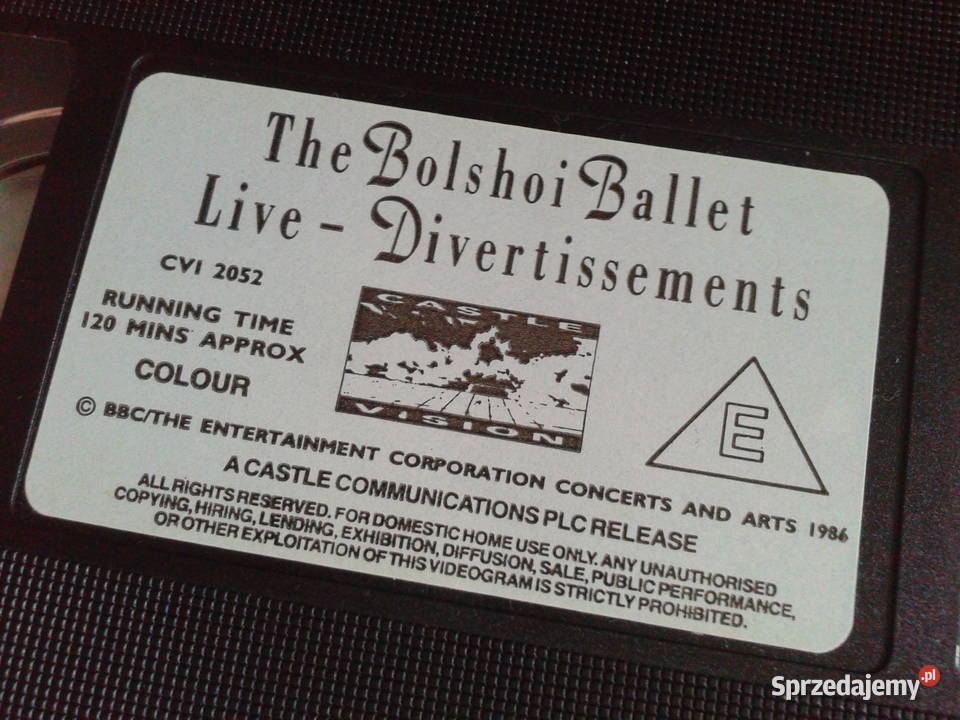 The Bolshoi Ballet
Live – Divertissements
CVI 2052
RUNNING TIME
120 MINS APPROX
COLOUR
CASTLE
VISION
E
© BBC/THE ENTERTAINMENT CORPORATION CONCERTS AND ARTS 1986
A CASTLE COMMUNICATIONS PLC RELEASE
ALL RIGHTS RESERVED. FOR DOMESTIC HOME USE ONLY. ANY UNAUTHORISED
COPYING, HIRING, LENDING, EXHIBITION, DIFFUSION, SALE, PUBLIC PERFORMANCE,
OR OTHER EXPLOITATION OF THIS VIDEOGRAM IS STRICTLY PROHIBITED.
Sprzedajemy.pl